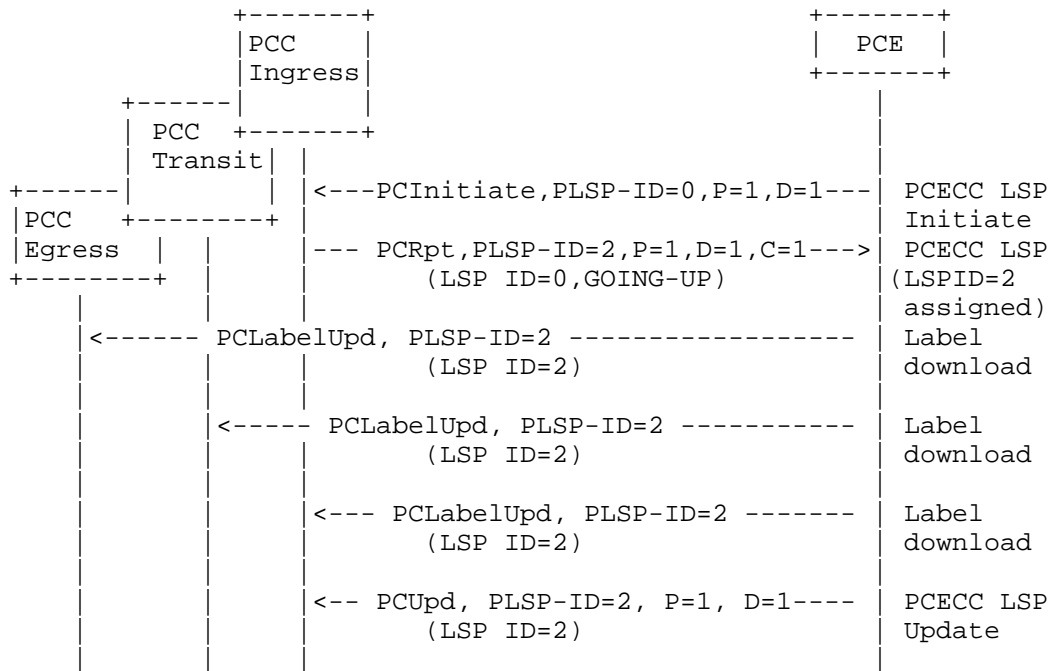 PCC PCE
Ingress
PCC
Transit
<---PCInitiate,PLSP-ID=0,P=1,D=1--- PCECC LSP
PCC Initiate
Egress --- PCRpt,PLSP-ID=2,P=1,D=1,C=1---> PCECC LSP
(LSP ID=0,GOING-UP) (LSPID=2
assigned)
<------ PCLabelUpd, PLSP-ID=2 ------------------ Label
(LSP ID=2) download
<----- PCLabelUpd, PLSP-ID=2 ----------- Label
(LSP ID=2) download
<--- PCLabelUpd, PLSP-ID=2 ------- Label
(LSP ID=2) download
<-- PCUpd, PLSP-ID=2, P=1, D=1---- PCECC LSP
(LSP ID=2) Update